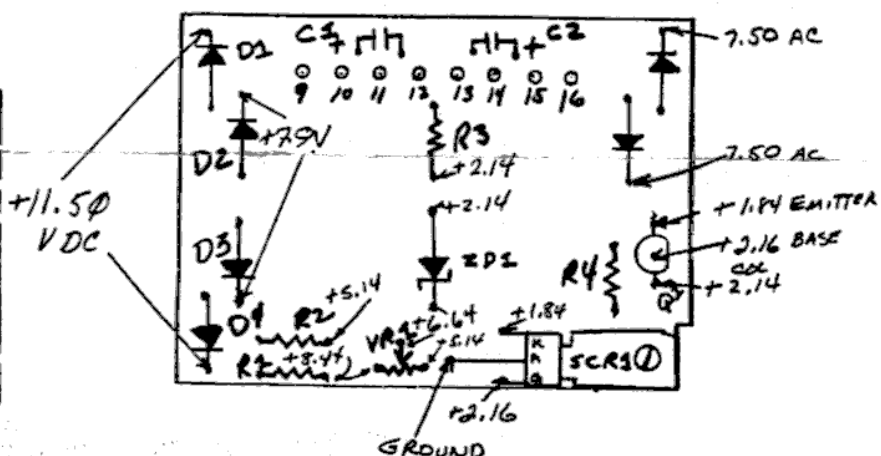 D1
C1
+
+
C2
7.50 AC
9 10 11 12 13 14 15 16
+7.9V
R3
D2
+2.14
7.50 AC
+11.50
VDC
+2.14
+1.84 EMITTER
+2.16 BASE
COL
+2.14
D3
ZD1
R4
D4
R2
+5.14
+6.64
+1.84
R1
+8.44
+5.14
K
A
G
SCR1
+2.16
GROUND